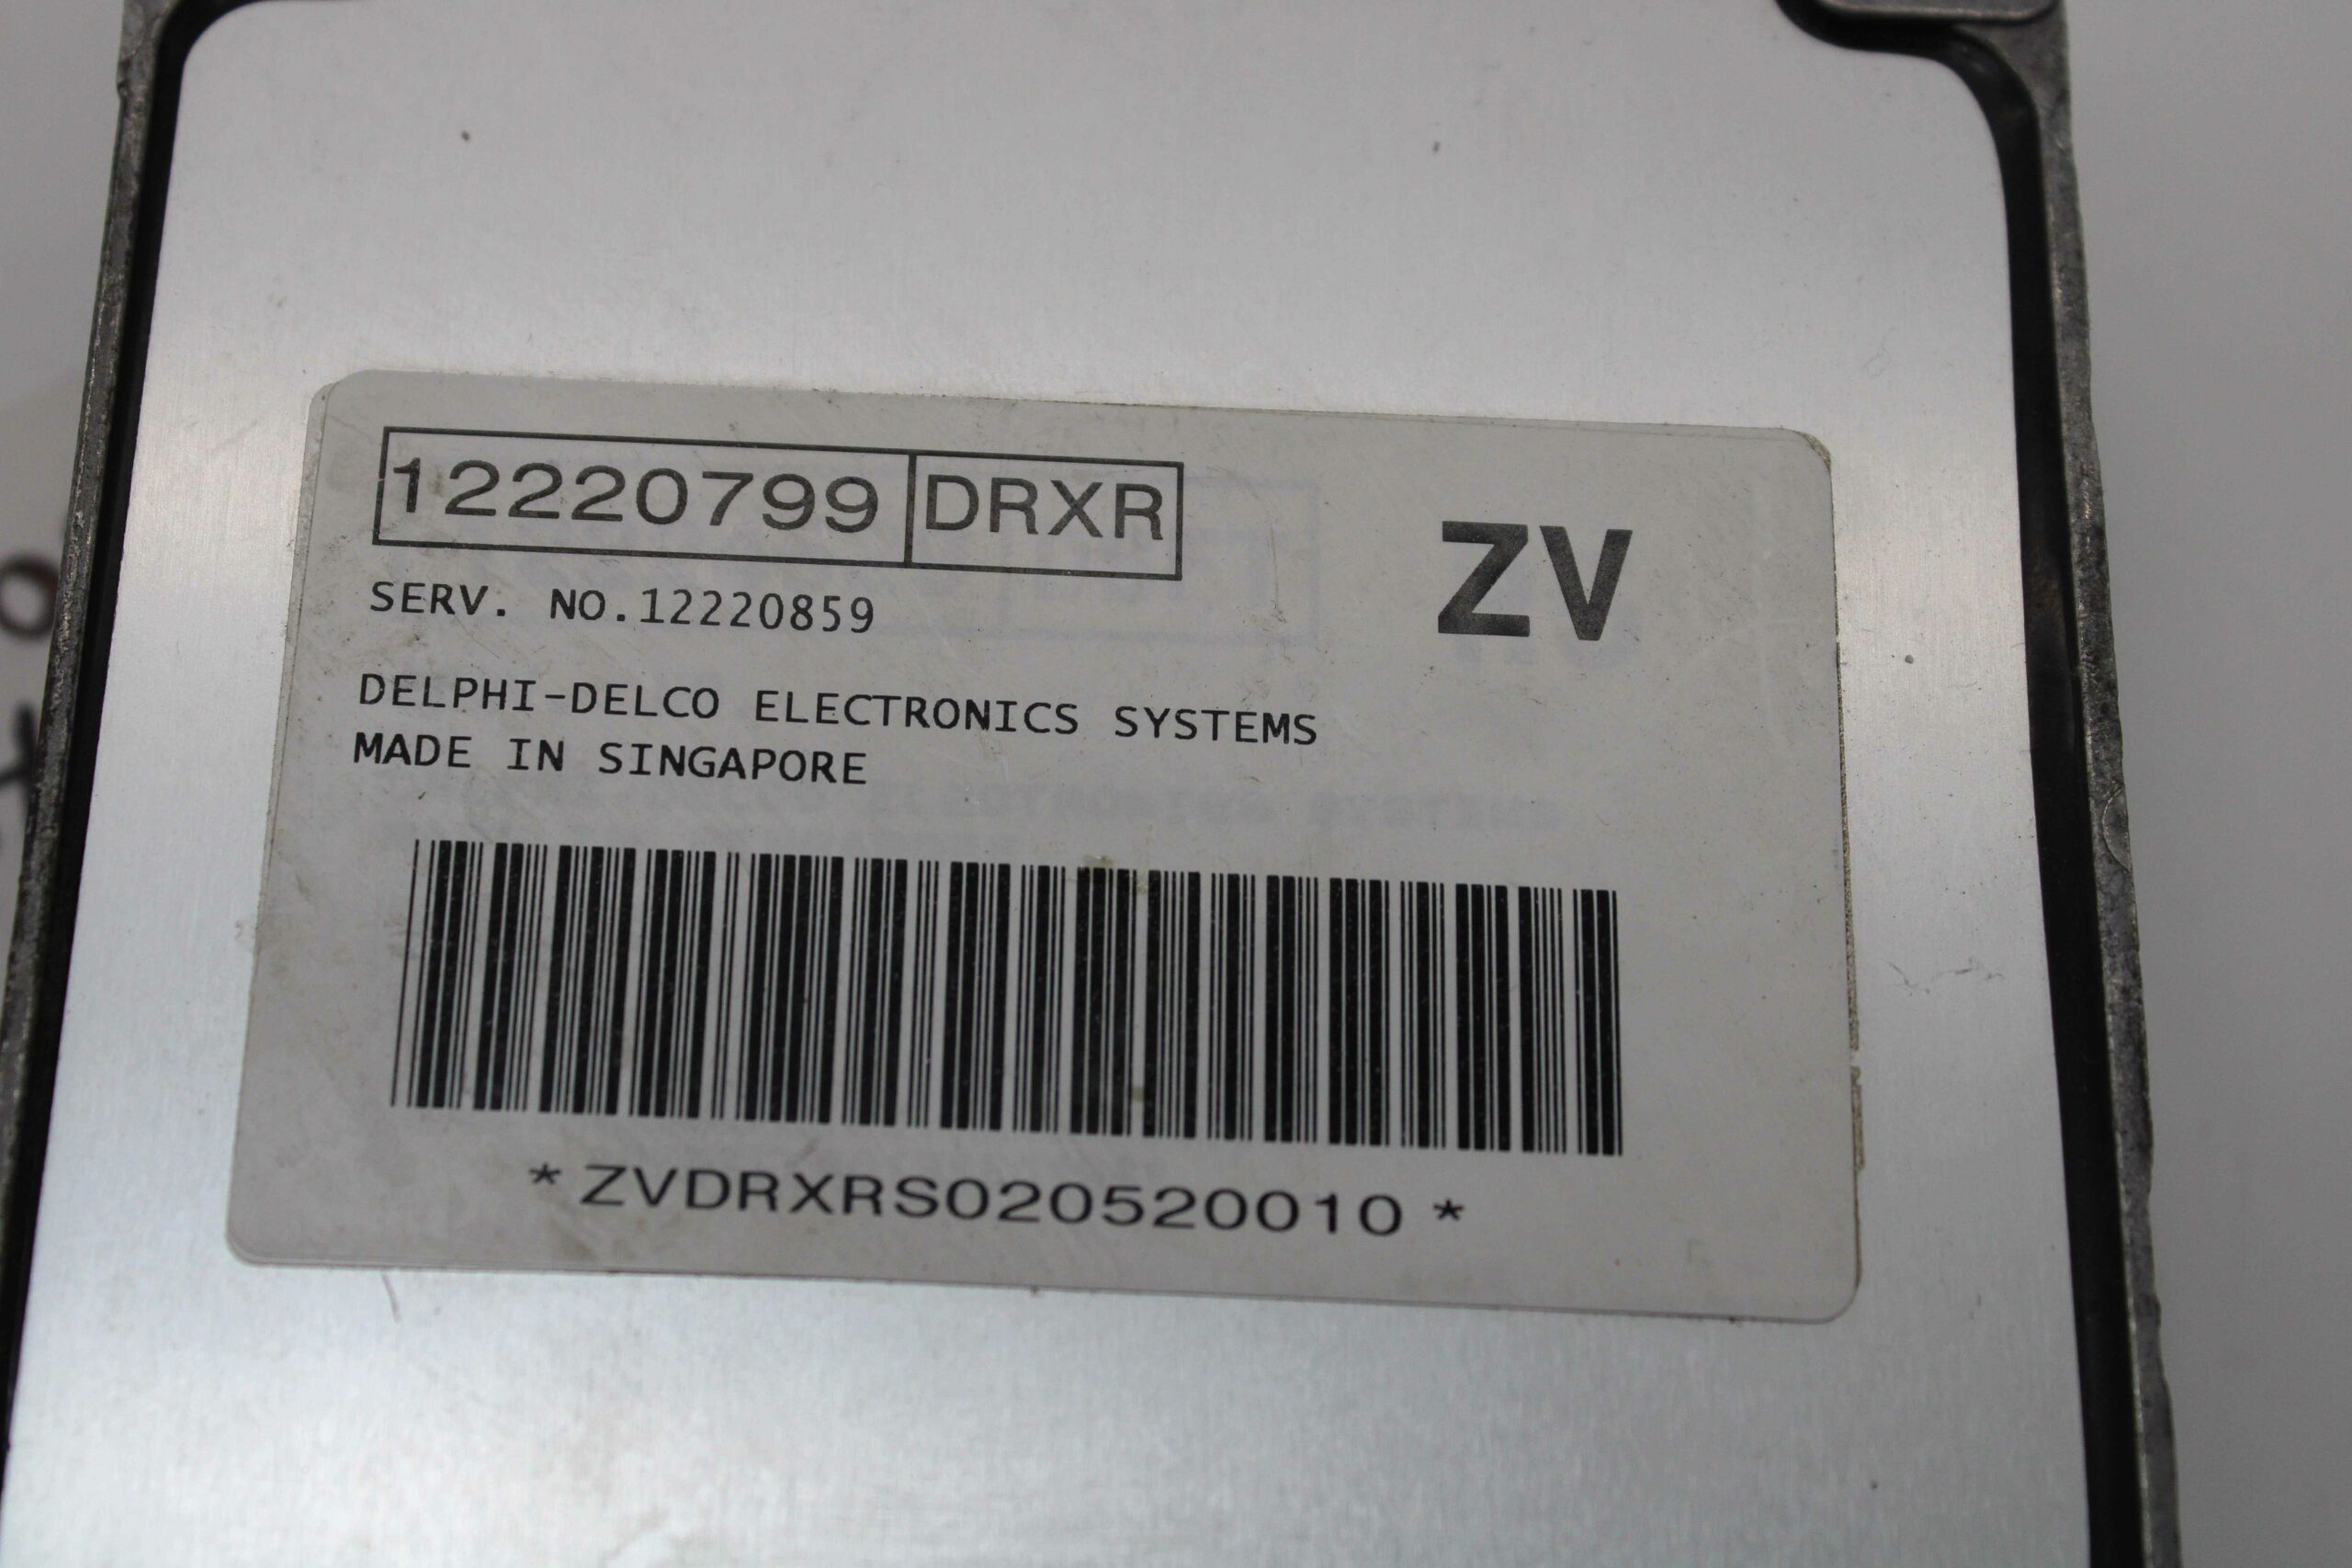 12220799 DRXR
ZV
SERV. NO.12220859
DELPHI-DELCO ELECTRONICS SYSTEMS
MADE IN SINGAPORE
*ZVDRXRS020520010*